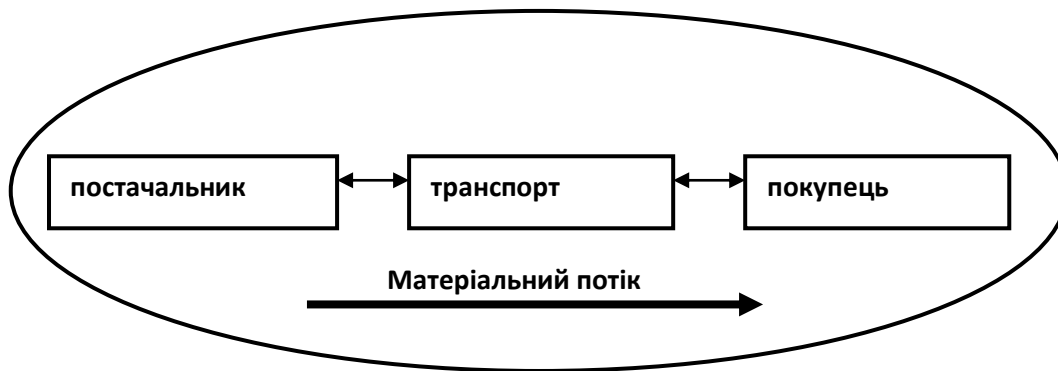 постачальник
транспорт
покупець
Матеріальний потік